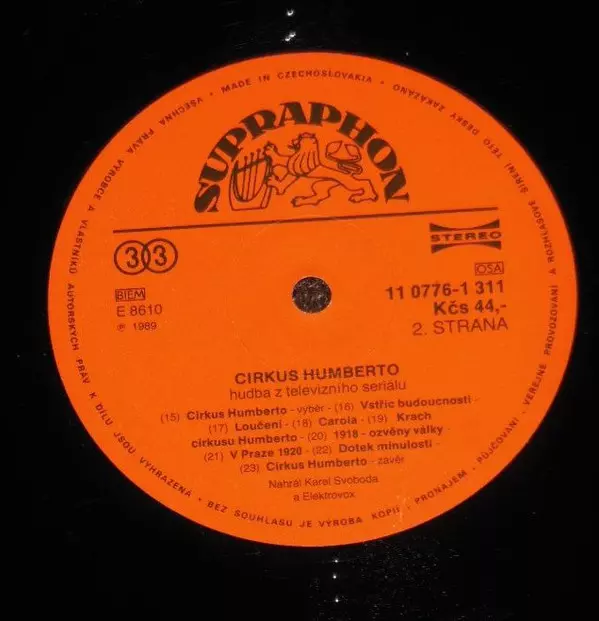 • MADE IN CZECHOSLOVAKIA • VŠECHNA PRÁVA VÝROBCE A VLASTNÍKŮ AUTORSKÝCH PRÁV K DÍLU JSOU VYHRAZENA • BEZ SOUHLASU JE VÝROBA KOPIÍ • PRONÁJEM • PŮJČOVÁNÍ • VEŘEJNÉ PROVOZOVÁNÍ A ROZHLASOVÉ ŠÍŘENÍ TÉTO DESKY ZAKÁZÁNO
SUPRAPHON
33
STEREO
BIEM
OSA
E 8610
11 0776-1 311
℗ 1989
Kčs 44,-
2. STRANA
CIRKUS HUMBERTO
hudba z televizního seriálu
(15) Cirkus Humberto - výběr - (16) Vstříc budoucnosti -
(17) Loučení - (18) Carola - (19) Krach
cirkusu Humberto - (20) 1918 - ozvěny války -
(21) V Praze 1920 - (22) Dotek minulosti -
(23) Cirkus Humberto - závěr
Nahrál Karel Svoboda
a Elektrovox